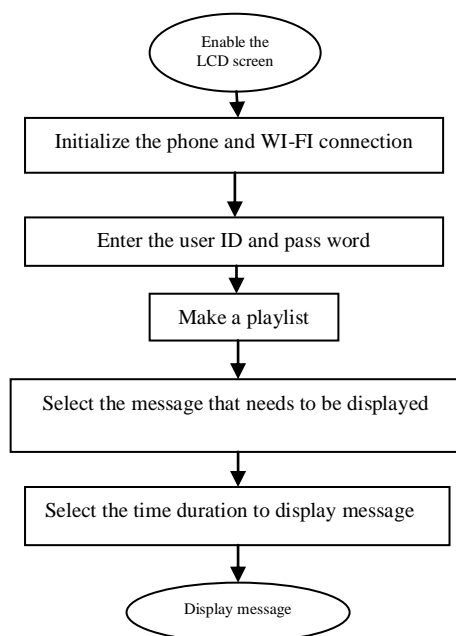 Enable the
LCD screen
Initialize the phone and WI-FI connection
Enter the user ID and pass word
Make a playlist
Select the message that needs to be displayed
Select the time duration to display message
Display message